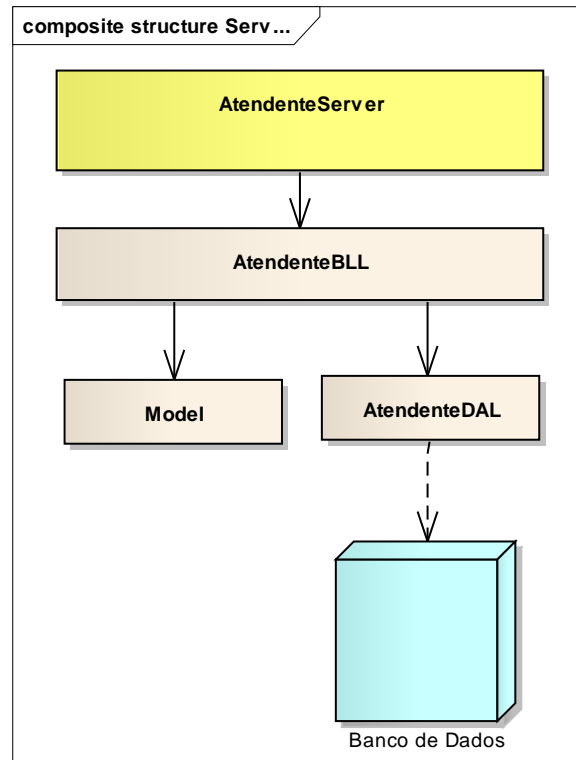 composite structure Serv...
AtendenteServer
AtendenteBLL
Model
AtendenteDAL
Banco de Dados